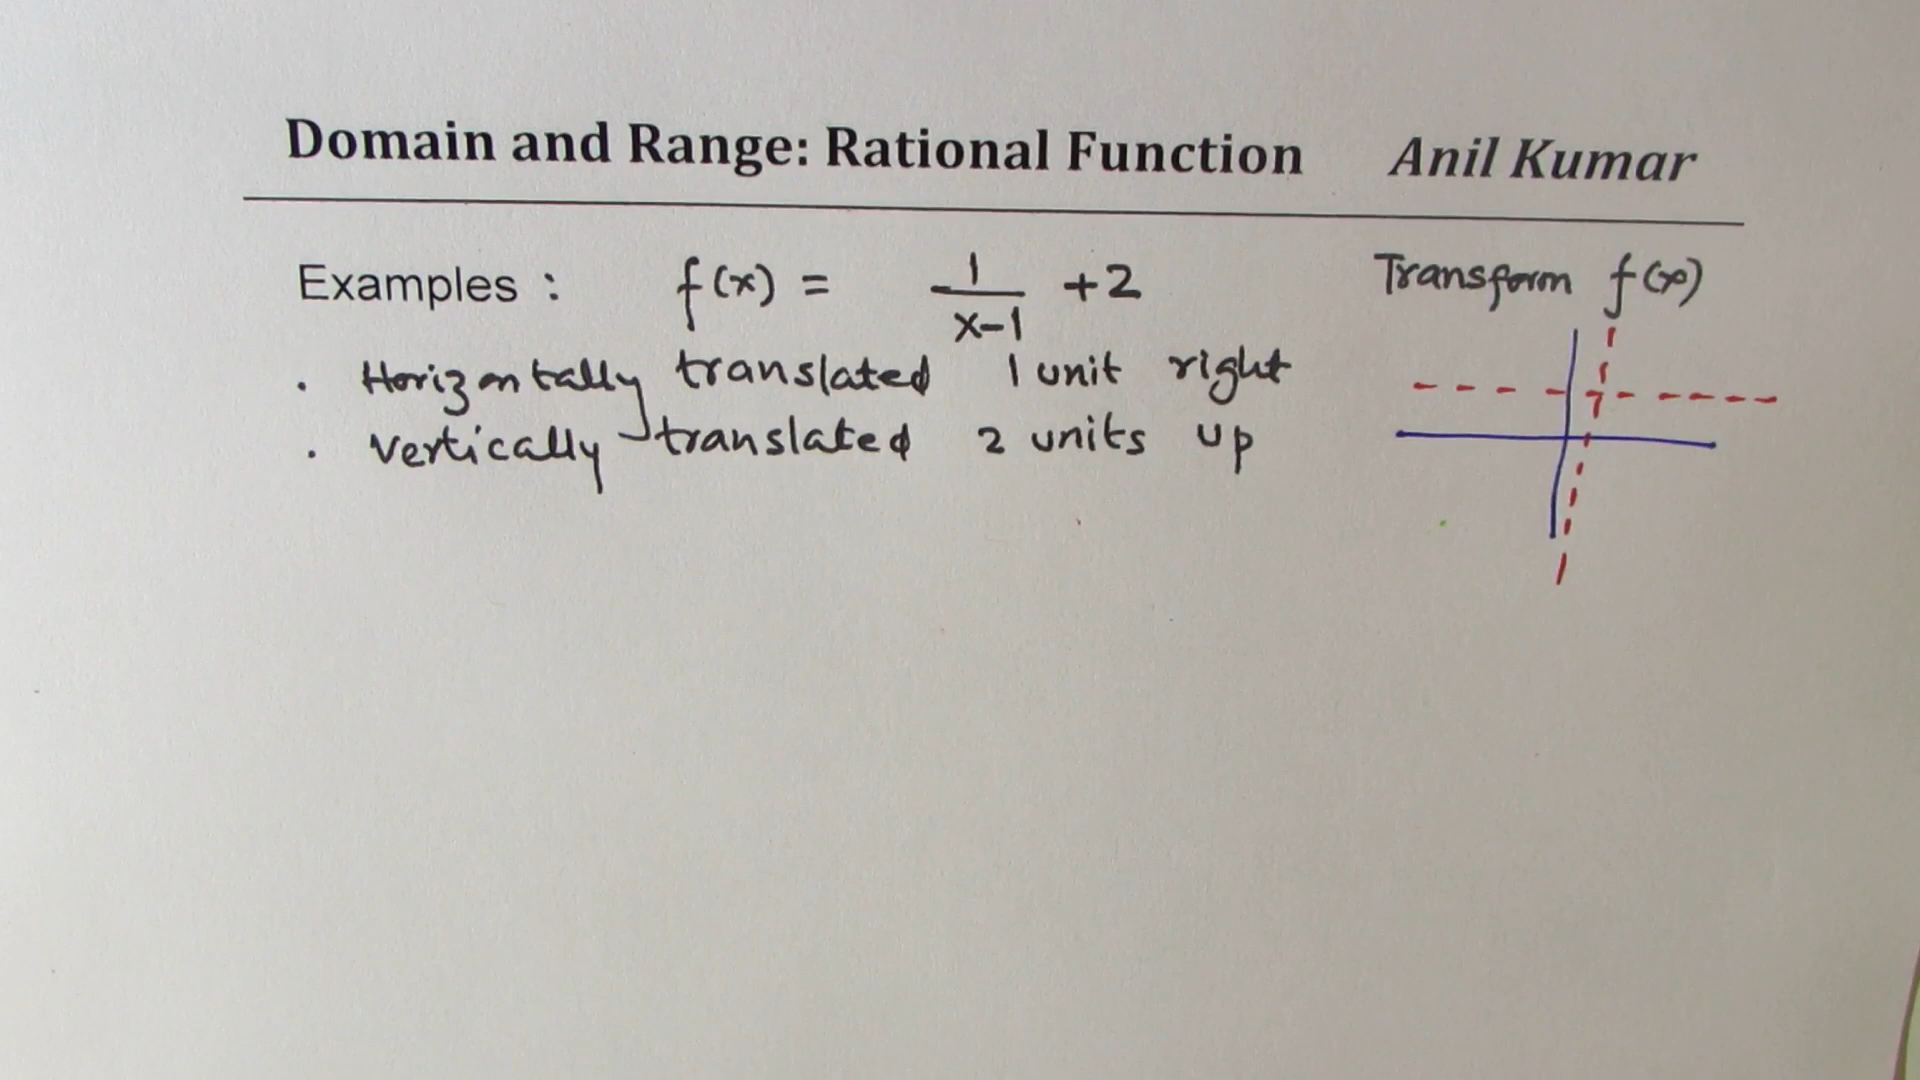 Domain and Range: Rational Function Anil Kumar
Examples : f(x) = 1/(x-1) +2 Transform f(x)
. Horizontally translated 1 unit right
. Vertically translated 2 units up